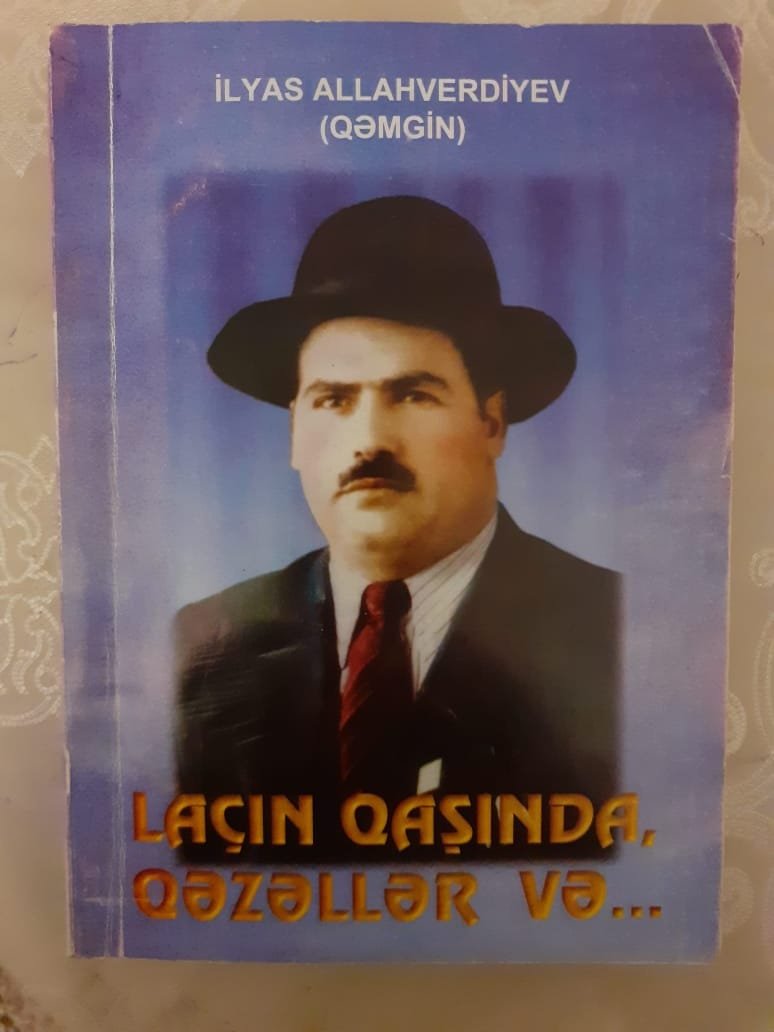 İLYAS ALLAHVERDİYEV
(QƏMGİN)
LAÇIN QAŞINDA,
QƏZƏLLƏR VƏ...